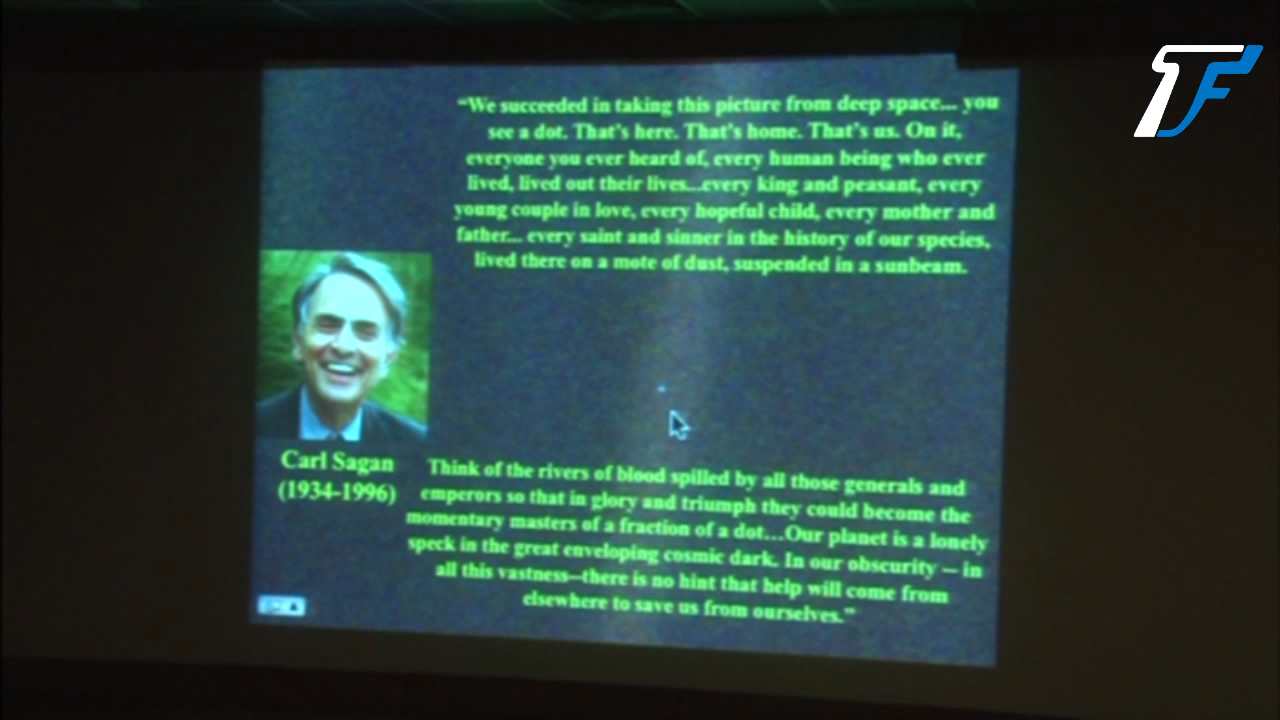 “We succeeded in taking this picture from deep space... you
see a dot. That's here. That's home. That's us. On it,
everyone you ever heard of, every human being who ever
lived, lived out their lives...every king and peasant, every
young couple in love, every hopeful child, every mother and
father... every saint and sinner in the history of our species,
lived there on a mote of dust, suspended in a sunbeam.
Carl Sagan
(1934-1996)
Think of the rivers of blood spilled by all those generals and
emperors so that in glory and triumph they could become the
momentary masters of a fraction of a dot…Our planet is a lonely
speck in the great enveloping cosmic dark. In our obscurity – in
all this vastness–there is no hint that help will come from
elsewhere to save us from ourselves.”
TF